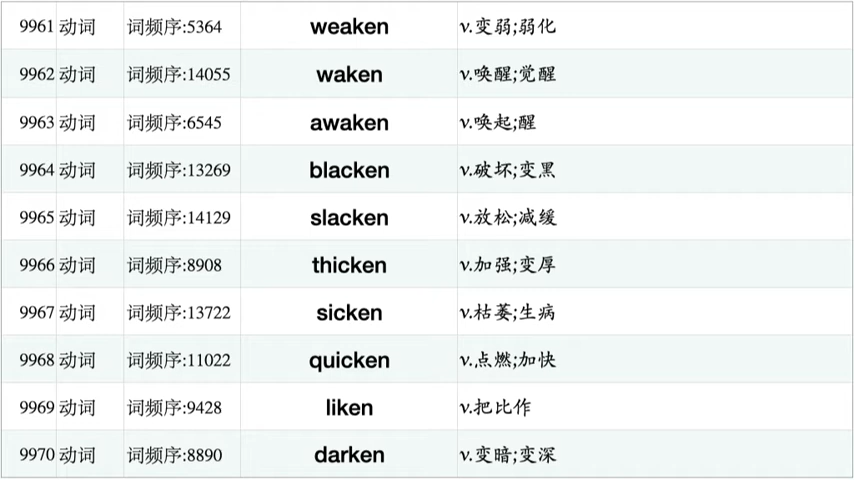 9961 动词 词频序:5364 weaken v.变弱;弱化
9962 动词 词频序:14055 waken v.唤醒;觉醒
9963 动词 词频序:6545 awaken v.唤起;醒
9964 动词 词频序:13269 blacken v.破坏;变黑
9965 动词 词频序:14129 slacken v.放松;减缓
9966 动词 词频序:8908 thicken v.加强;变厚
9967 动词 词频序:13722 sicken v.枯萎;生病
9968 动词 词频序:11022 quicken v.点燃;加快
9969 动词 词频序:9428 liken v.把比作
9970 动词 词频序:8890 darken v.变暗;变深